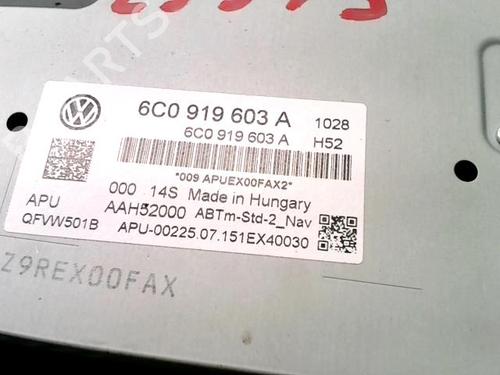 6C0 919 603 A 1028
6C0 919 603 A H52
*009 APUEX00FAX2*
000 14S Made in Hungary
APU AAH52000 ABTm-Std-2_Nav
QFVW501B APU-00225.07.151EX40030
Z9REX00FAX